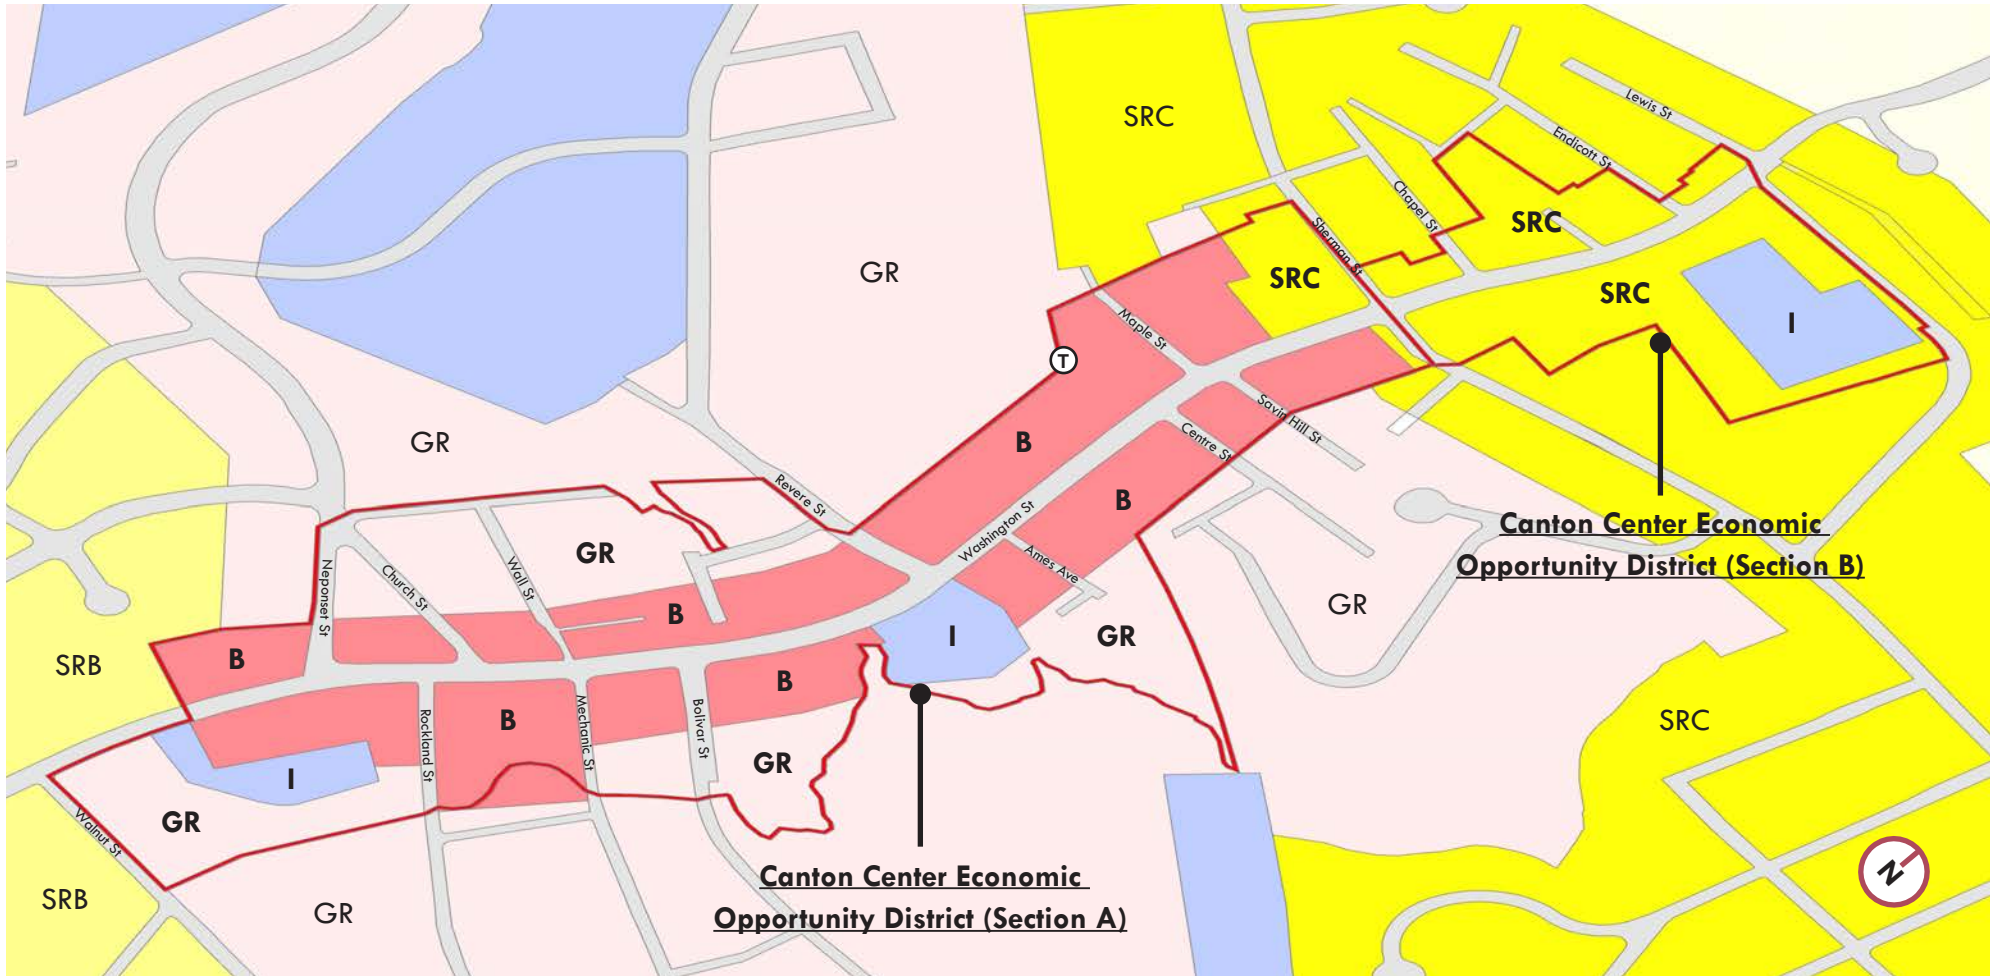 SRC
Lewis St
Endicott St
Chapel St
SRC
Sherman St
GR
SRC
SRC
I
Maple St
T
Savin Hill St
Centre St
B
GR
B
Revere St
Washington St
Canton Center Economic
Opportunity District (Section B)
GR
Ames Ave
Wall St
Church St
Neponset St
GR
B
I
GR
SRB
B
B
SRC
B
Rockland St
Mechanic St
Bolivar St
GR
I
GR
Walnut St
Canton Center Economic
Opportunity District (Section A)
N
SRB
GR